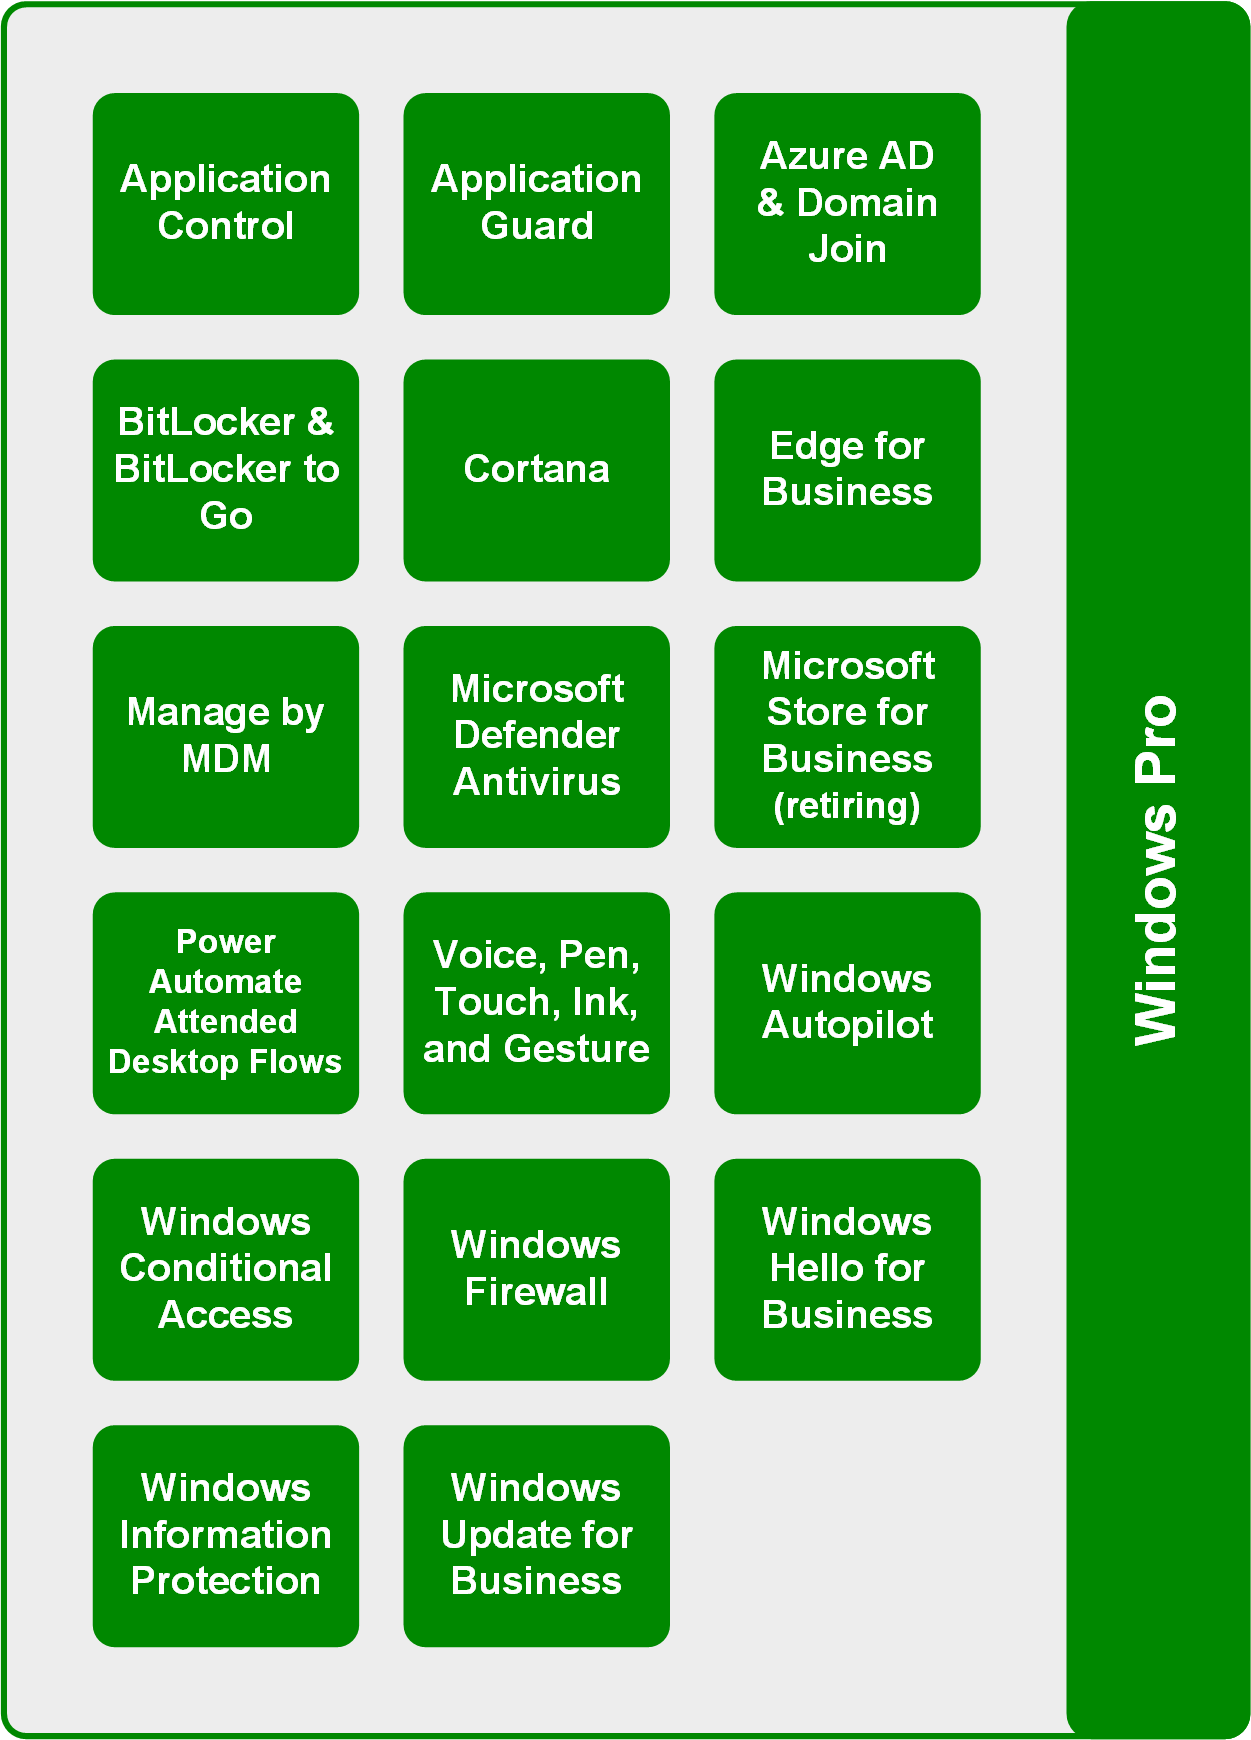 Application
Control
Application
Guard
Azure AD
& Domain
Join
BitLocker &
BitLocker to
Go
Cortana
Edge for
Business
Manage by
MDM
Microsoft
Defender
Antivirus
Microsoft
Store for
Business
(retiring)
Power
Automate
Attended
Desktop Flows
Voice, Pen,
Touch, Ink,
and Gesture
Windows
Autopilot
Windows
Conditional
Access
Windows
Firewall
Windows
Hello for
Business
Windows
Information
Protection
Windows
Update for
Business
Windows Pro